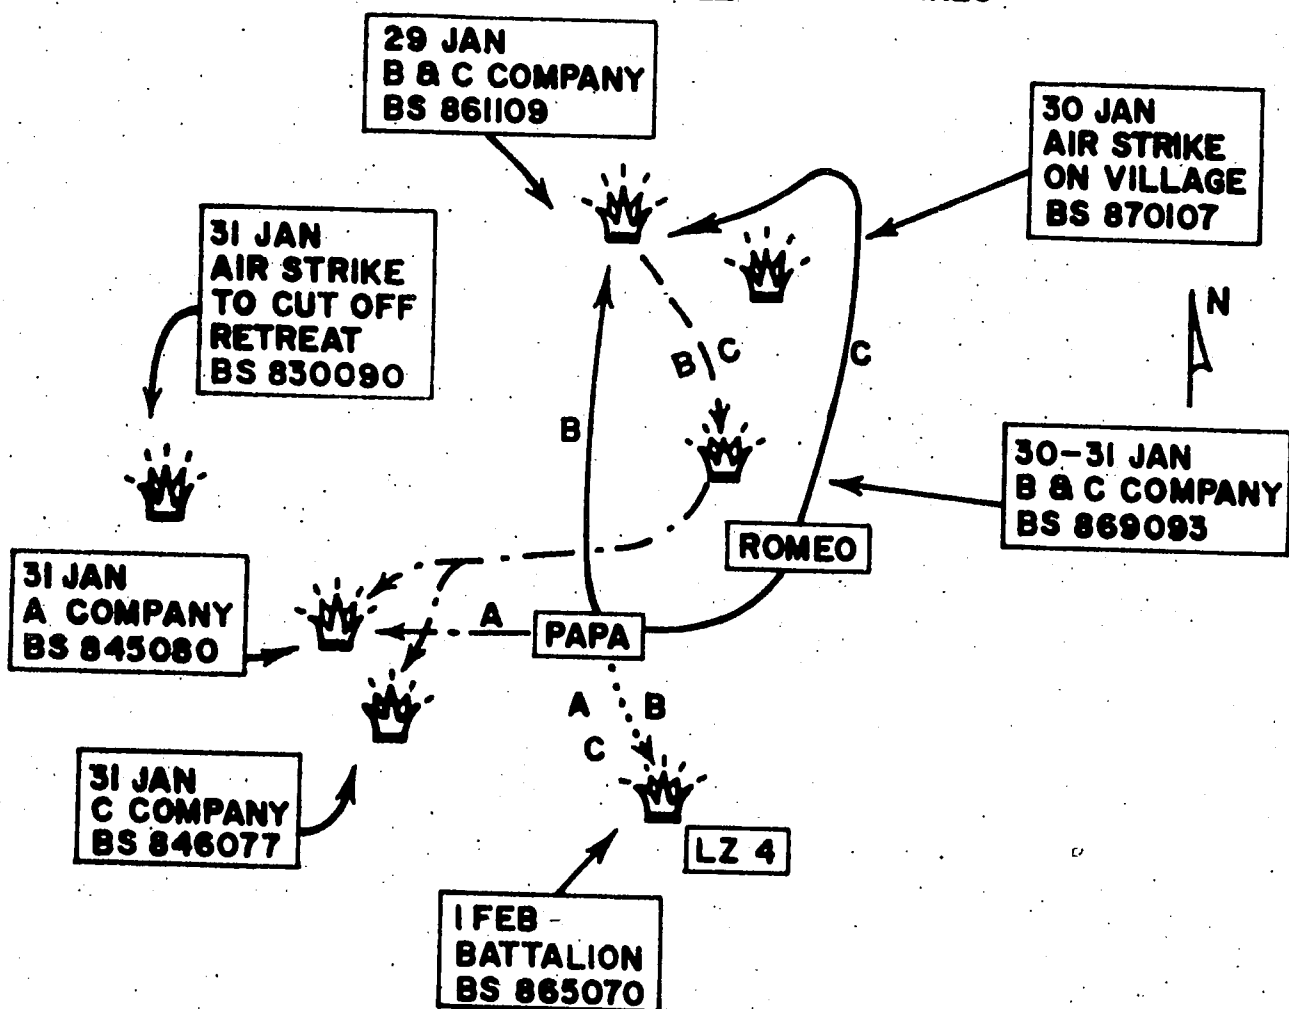 29 JAN
B & C COMPANY
BS 861109
30 JAN
AIR STRIKE
ON VILLAGE
BS 870107
31 JAN
AIR STRIKE
TO CUT OFF
RETREAT
BS 830090
N
B C
C
B
30-31 JAN
B & C COMPANY
BS 869093
ROMEO
31 JAN
A COMPANY
BS 845080
A
PAPA
A B
C
31 JAN
C COMPANY
BS 846077
LZ 4
1 FEB
BATTALION
BS 865070